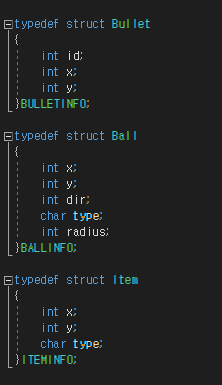 typedef struct Bullet
{
    int id;
    int x;
    int y;
}BULLETINFO;
typedef struct Ball
{
    int x;
    int y;
    int dir;
    char type;
    int radius;
}BALLINFO;
typedef struct Item
{
    int x;
    int y;
    char type;
}ITEMINFO;